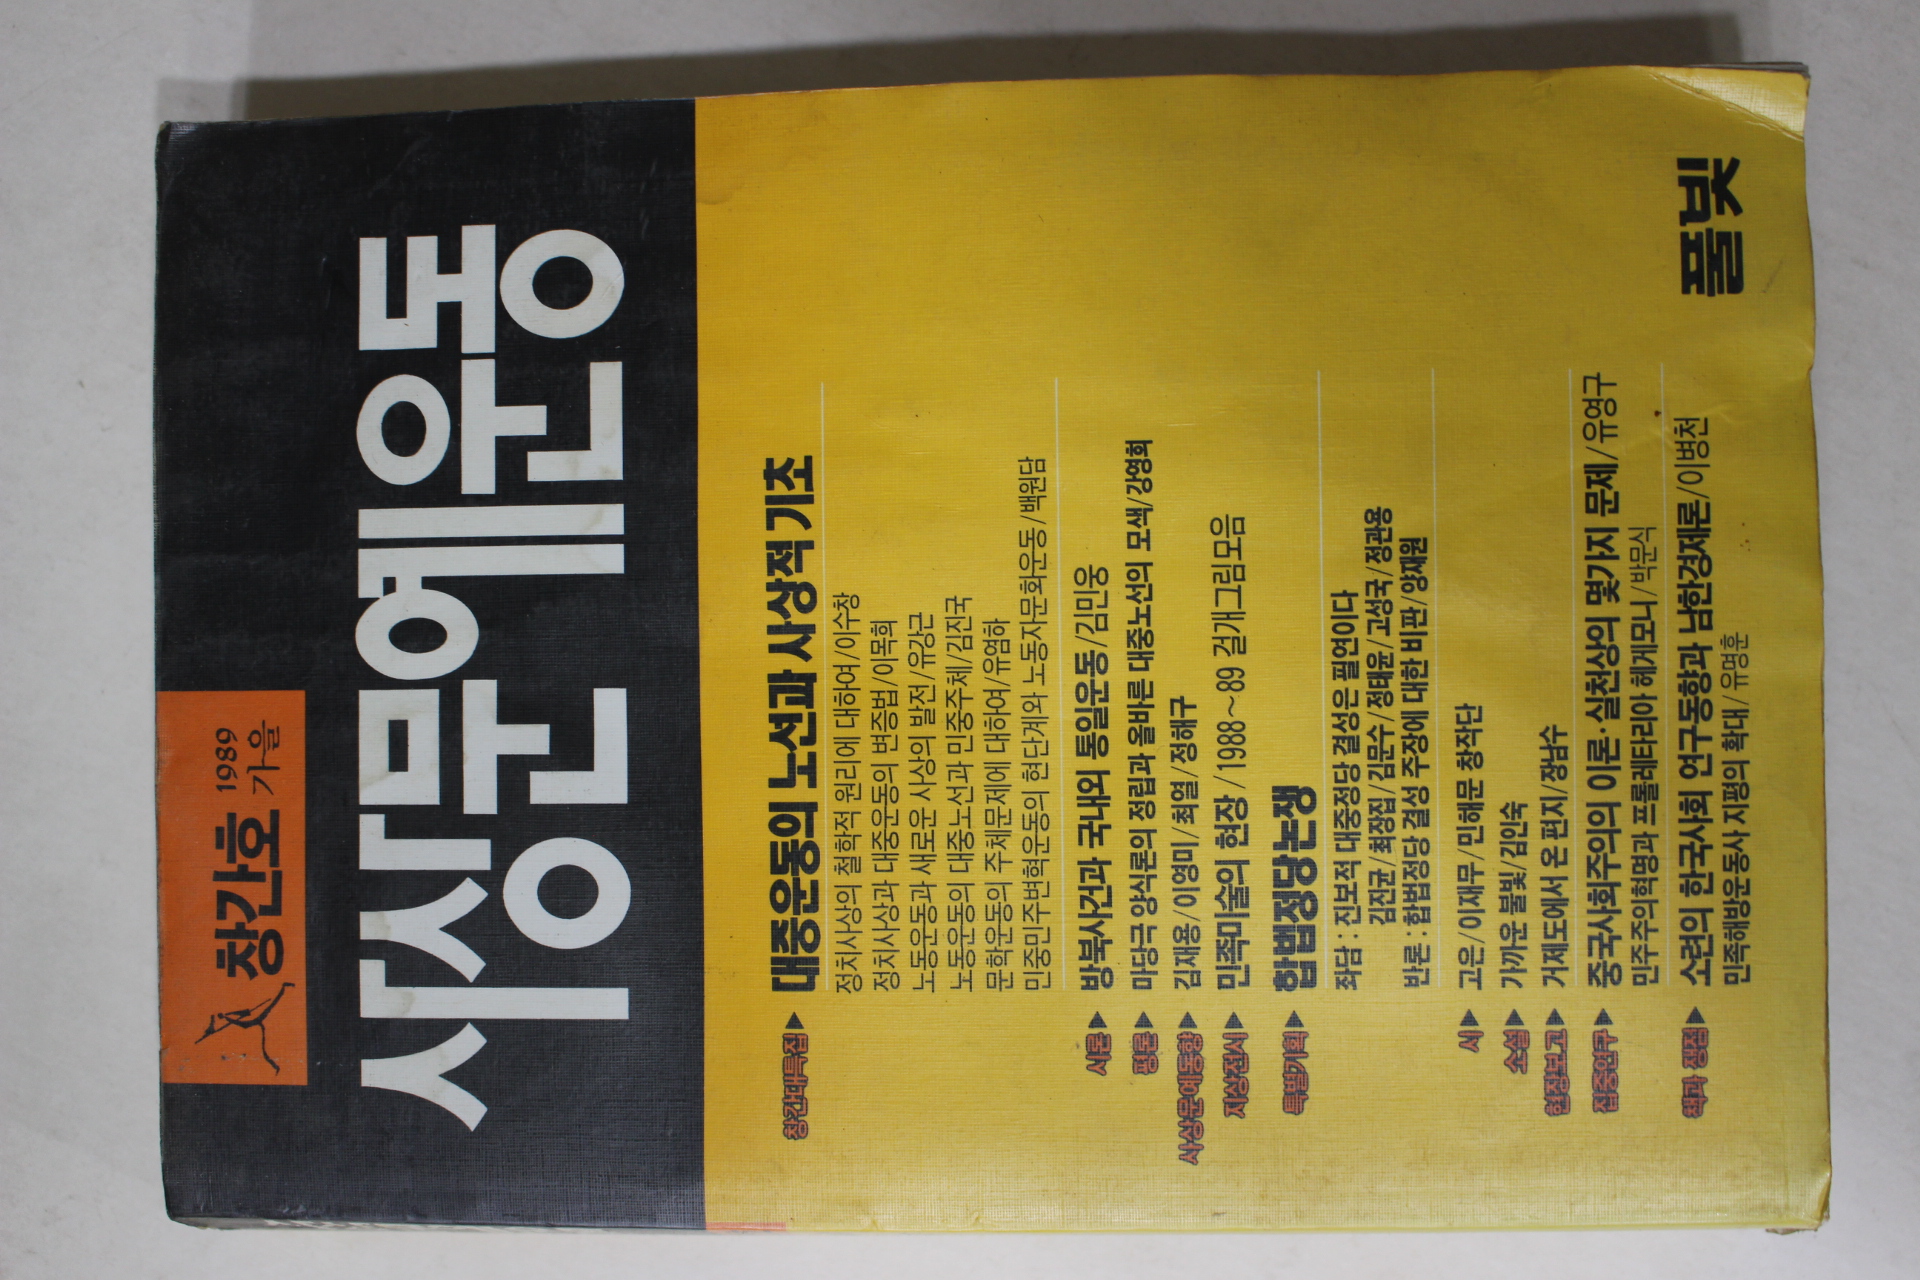 창간호 1989 가을
사상문예운동
창간대특집▶ 대중운동의 노선과 사상적 기초
정치사상의 철학적 원리에 대하여/이수창
정치사상과 대중운동의 변증법/이목희
노동운동과 새로운 사상의 발전/유강근
노동운동의 대중노선과 민중주체/김진국
문학운동의 주체문제에 대하여/유염하
민중민주변혁운동의 현단계와 노동자문화운동/백원담
시론▶ 방북사건과 국내외 통일운동/김민웅
평론▶ 마당극 양식론의 정립과 올바른 대중노선의 모색/강영희
사상문예동향▶ 김재용/이영미/최열/정해구
지상전시▶ 민족미술의 현장/1988~89 걸개그림모음
특별기획▶ 합법정당논쟁
좌담 : 진보적 대중정당 결성은 필연이다
김진균/최장집/김문수/정태윤/고성국/정관용
반론 : 합법정당 결성 주장에 대한 비판/양재원
시▶ 고은/이재무/민해문 창작단
소설▶ 가까운 불빛/김인숙
현장보고▶ 거제도에서 온 편지/장남수
집중연구▶ 중국사회주의의 이론·실천상의 몇가지 문제/유영구
민주주의혁명과 프롤레타리아 헤게모니/박문식
책과 쟁점▶ 소련의 한국사회 연구동향과 남한경제론/이병천
민족해방운동사 지평의 확대/유명훈
풀빛